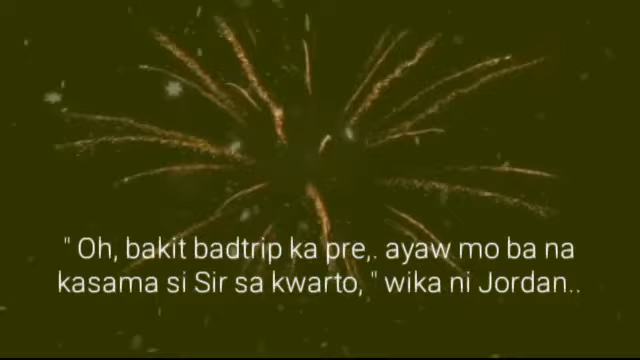 " Oh, bakit badtrip ka pre,. ayaw mo ba na
kasama si Sir sa kwarto, " wika ni Jordan..